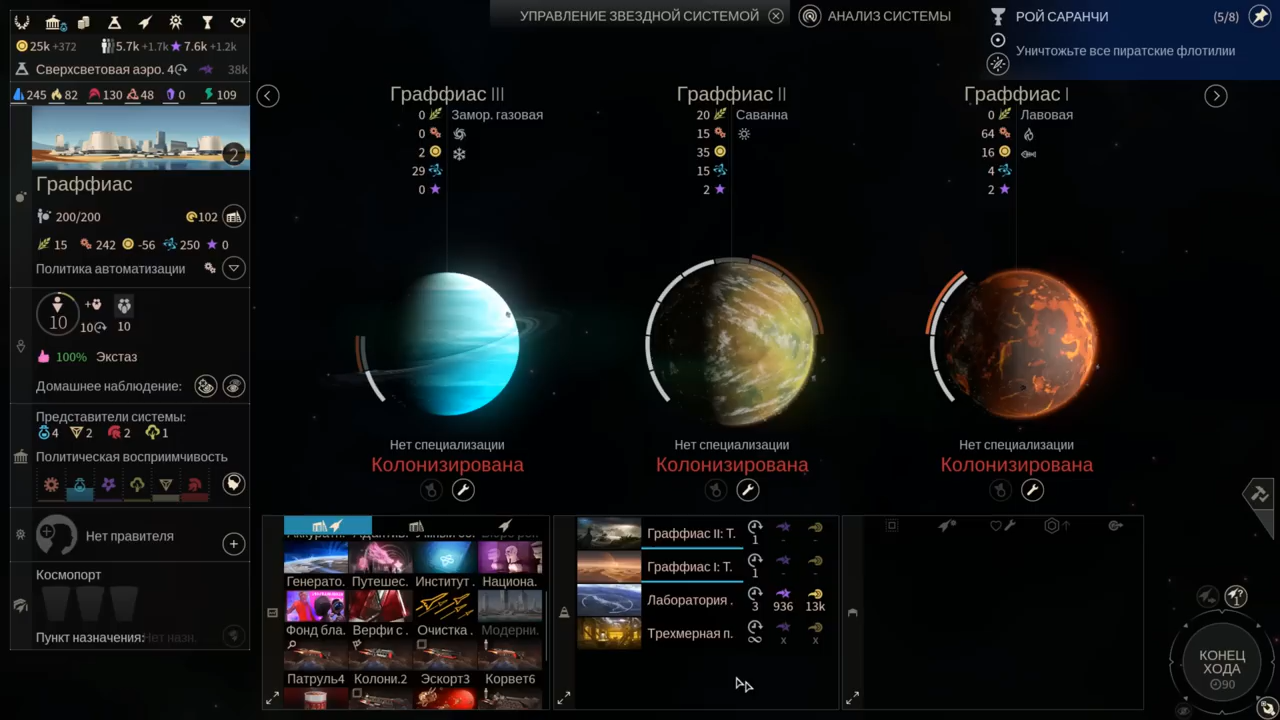 УПРАВЛЕНИЕ ЗВЕЗДНОЙ СИСТЕМОЙ
АНАЛИЗ СИСТЕМЫ
РОЙ САРАНЧИ
(5/8)
Уничтожьте все пиратские флотилии
25k +372
5.7k +1.7k
7.6k +1.2k
Сверхсветовая аэро. 4
38k
245 82 130 48 0 109
2
Граффиас
200/200
102
15 242 -56 250 0
Политика автоматизации
10
10
10
100% Экстаз
Домашнее наблюдение:
Представители системы:
4 2 2 1
Политическая восприимчивость
Нет правителя
Космопорт
Пункт назначения: Нет назн.
Граффиас III
0 Замор. газовая
0
2
29
0
Нет специализации
Колонизирована
Граффиас II
20 Саванна
15
35
15
2
Нет специализации
Колонизирована
Граффиас I
0 Лавовая
64
16
4
2
Нет специализации
Колонизирована
Генерато. Путешес. Институт . Национа.
Фонд бла. Верфи с . Очистка . Модерни.
Патруль4 Колони.2 Эскорт3 Корвет6
Граффиас II: Т. 1 - -
Граффиас I: Т. 1 - -
Лаборатория . 3 936 13k
Трехмерная п. ∞ x x
КОНЕЦ
ХОДА
90